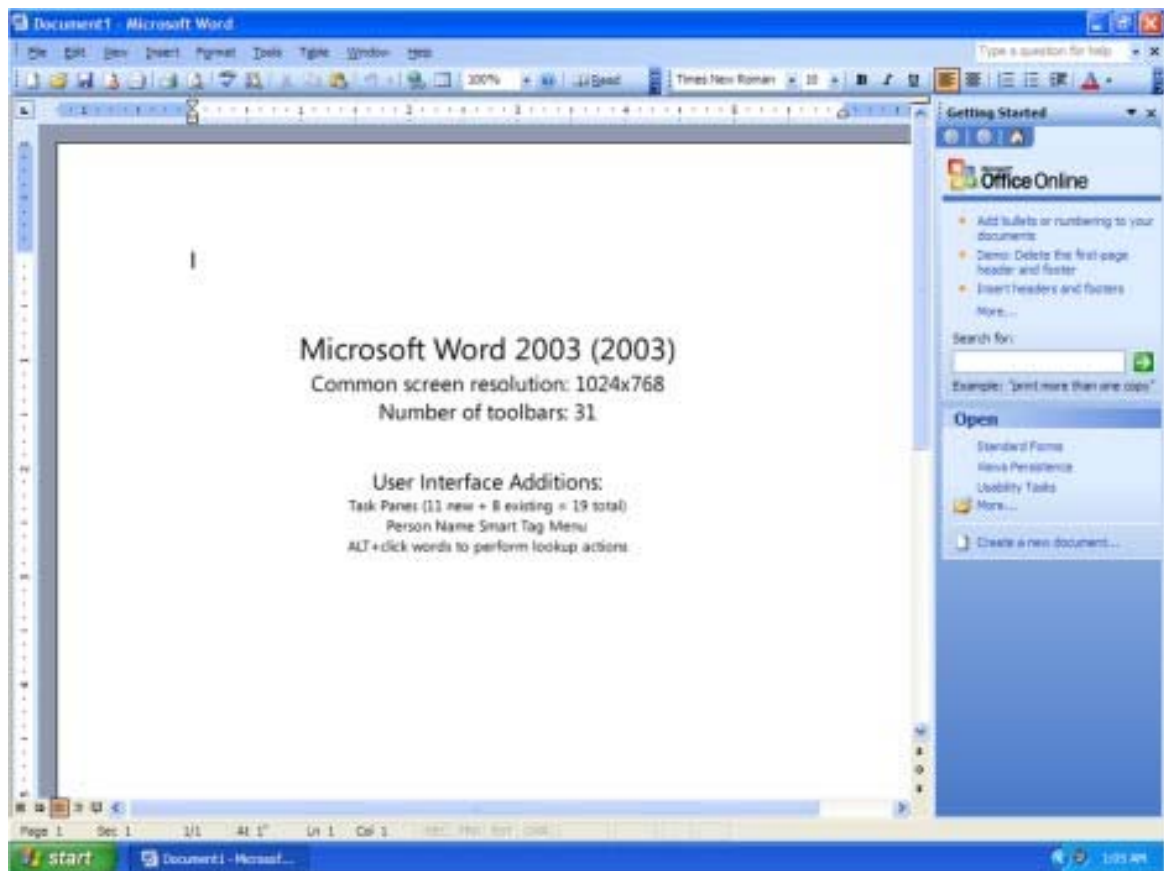 Document1 - Microsoft Word
File Edit View Insert Format Tools Table Window Help
Type a question for help
100% Read Times New Roman 10 B I U A
Getting Started
Microsoft
Office Online
Add bullets or numbering to your
documents
Demo: Delete the first-page
header and footer
Insert headers and footers
More...
Search for:
Example: "print more than one copy"
Open
Standard Forms
Persistence
Usability Tasks
More...
Create a new document...
Microsoft Word 2003 (2003)
Common screen resolution: 1024x768
Number of toolbars: 31
User Interface Additions:
Task Panes (11 new + 8 existing = 19 total)
Person Name Smart Tag Menu
ALT+click words to perform lookup actions
Page 1 Sec 1 1/1 At 1" Ln 1 Col 1
start Document1 - Microsof... 1:05 AM